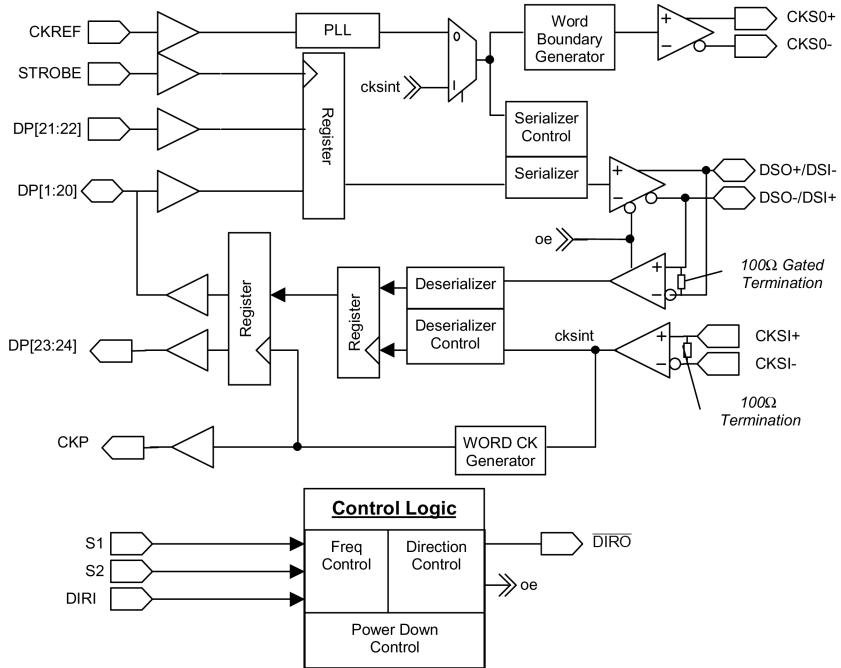 CKREF
PLL
0
Word
Boundary
Generator
+
−
CKS0+
CKS0-
STROBE
cksint
I
DP[21:22]
Register
Serializer
Control
DP[1:20]
Serializer
+
−
DSO+/DSI-
DSO-/DSI+
oe
Register
Register
Deserializer
+
−
100Ω Gated
Termination
DP[23:24]
Deserializer
Control
cksint
+
−
CKSI+
CKSI-
100Ω
Termination
CKP
WORD CK
Generator
Control Logic
S1
S2
DIRI
Freq
Control
Direction
Control
DIRO
oe
Power Down
Control